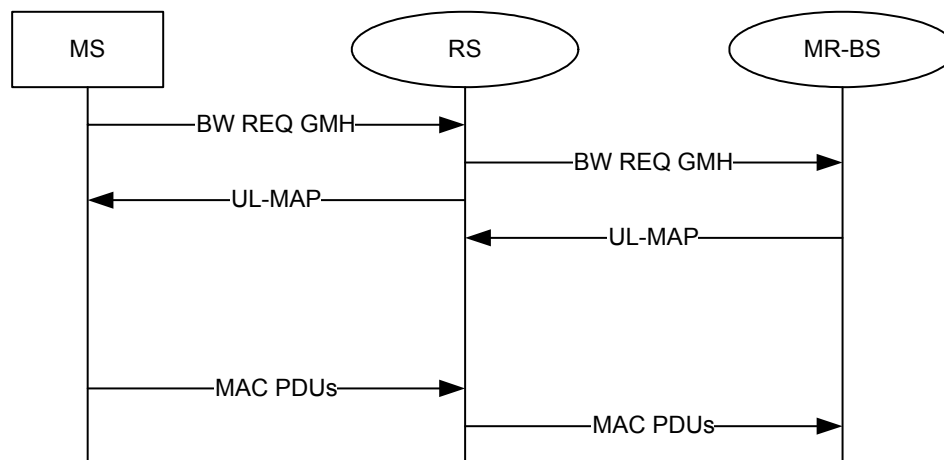 MS
RS
MR-BS
BW REQ GMH
BW REQ GMH
UL-MAP
UL-MAP
MAC PDUs
MAC PDUs